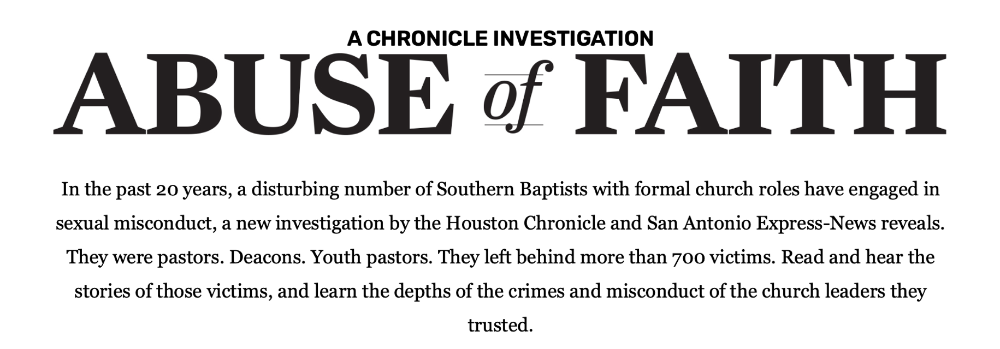 A CHRONICLE INVESTIGATION
ABUSE of FAITH
In the past 20 years, a disturbing number of Southern Baptists with formal church roles have engaged in
sexual misconduct, a new investigation by the Houston Chronicle and San Antonio Express-News reveals.
They were pastors. Deacons. Youth pastors. They left behind more than 700 victims. Read and hear the
stories of those victims, and learn the depths of the crimes and misconduct of the church leaders they
trusted.